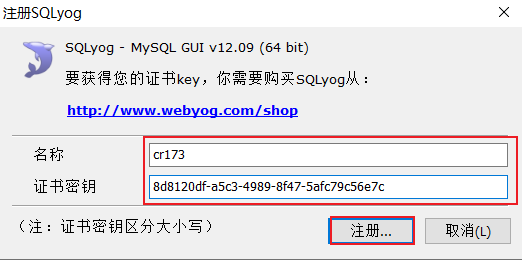 注册SQLyog
SQLyog - MySQL GUI v12.09 (64 bit)
要获得您的证书key，你需要购买SQLyog从：
http://www.webyog.com/shop
名称
cr173
证书密钥
8d8120df-a5c3-4989-8f47-5afc79c56e7c
（注：证书密钥区分大小写）
注册...
取消(L)